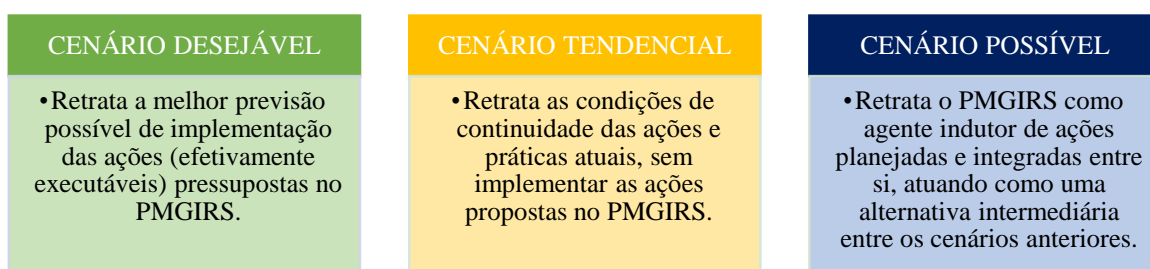 CENÁRIO DESEJÁVEL
•Retrata a melhor previsão
possível de implementação
das ações (efetivamente
executáveis) pressupostas no
PMGIRS.
CENÁRIO TENDENCIAL
•Retrata as condições de
continuidade das ações e
práticas atuais, sem
implementar as ações
propostas no PMGIRS.
CENÁRIO POSSÍVEL
•Retrata o PMGIRS como
agente indutor de ações
planejadas e integradas entre
si, atuando como uma
alternativa intermediária
entre os cenários anteriores.